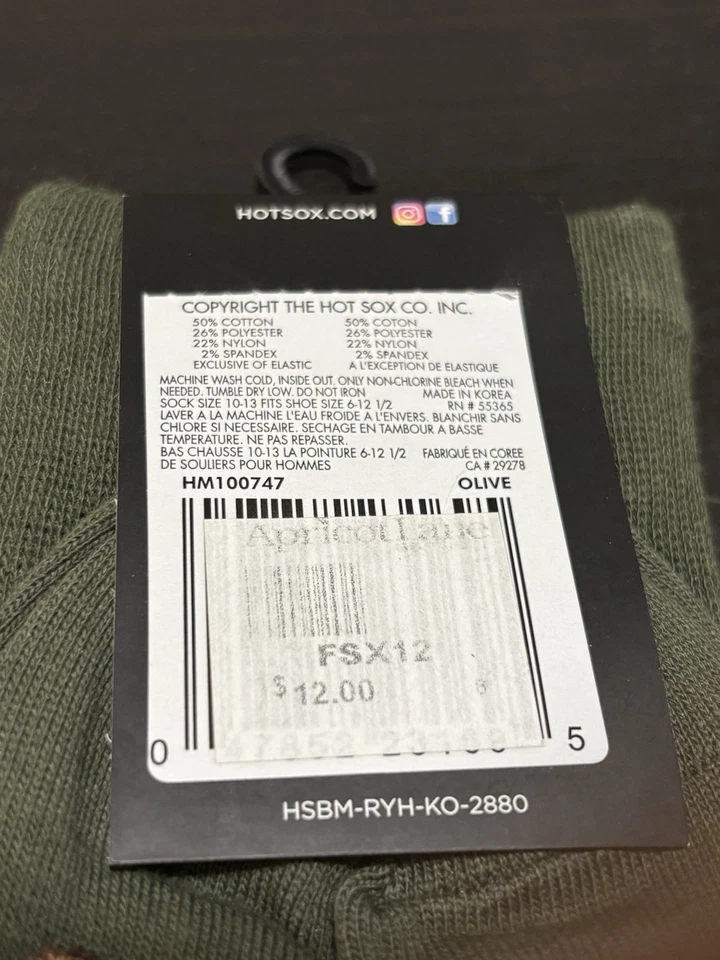 HOTSOX.COM
COPYRIGHT THE HOT SOX CO. INC.
50% COTTON 50% COTON
26% POLYESTER 26% POLYESTER
22% NYLON 22% NYLON
2% SPANDEX 2% SPANDEX
EXCLUSIVE OF ELASTIC A L'EXCEPTION DE ELASTIQUE
MACHINE WASH COLD, INSIDE OUT. ONLY NON-CHLORINE BLEACH WHEN
NEEDED. TUMBLE DRY LOW. DO NOT IRON MADE IN KOREA
SOCK SIZE 10-13 FITS SHOE SIZE 6-12 1/2 RN # 55365
LAVER A LA MACHINE L'EAU FROIDE A L'ENVERS. BLANCHIR SANS
CHLORE SI NECESSAIRE. SECHAGE EN TAMBOUR A BASSE
TEMPERATURE. NE PAS REPASSER.
BAS CHAUSSE 10-13 LA POINTURE 6-12 1/2 FABRIQUÉ EN COREE
DE SOULIERS POUR HOMMES CA # 29278
HM100747 OLIVE
Apricot Lane
FSX12
$12.00
0 5
HSBM-RYH-KO-2880